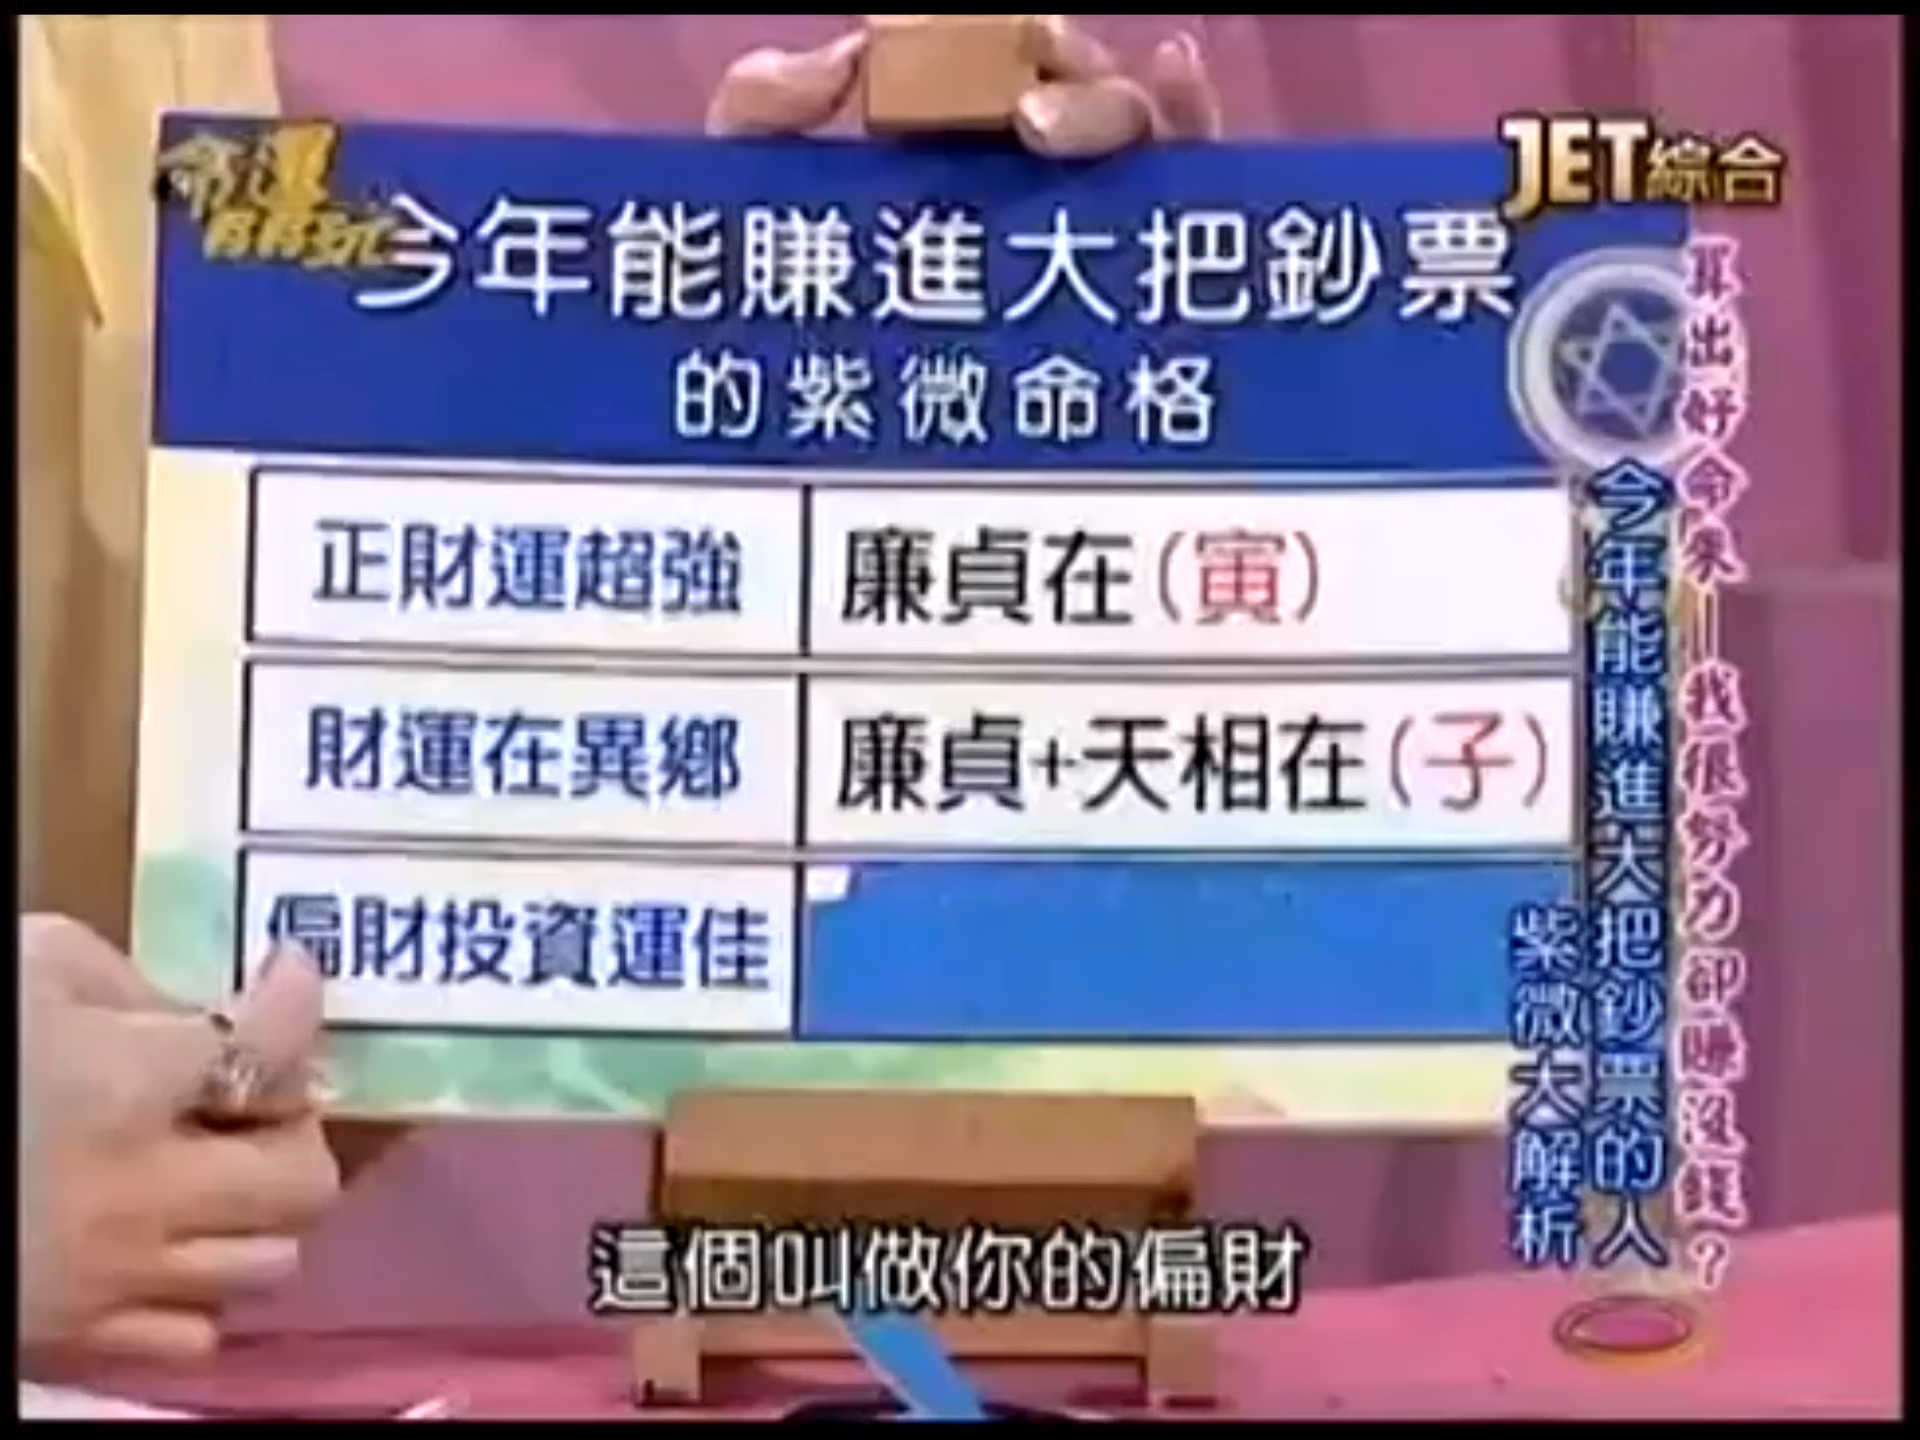 命運好好玩
JET綜合
今年能賺進大把鈔票
的紫微命格
正財運超強
廉貞在(寅)
財運在異鄉
廉貞+天相在(子)
偏財投資運佳
算出好命來─我很努力卻賺沒錢?
今年能賺進大把鈔票的人
紫微大解析
這個叫做你的偏財